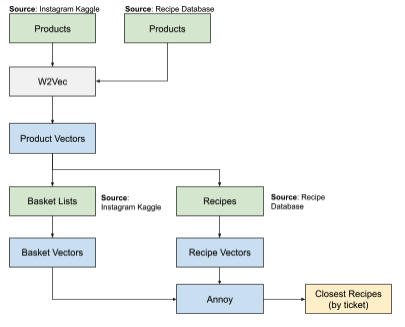 Source: Instagram Kaggle
Source: Recipe Database
Products
Products
W2Vec
Product Vectors
Basket Lists
Source:
Instagram Kaggle
Recipes
Source: Recipe
Database
Basket Vectors
Recipe Vectors
Annoy
Closest Recipes
(by ticket)